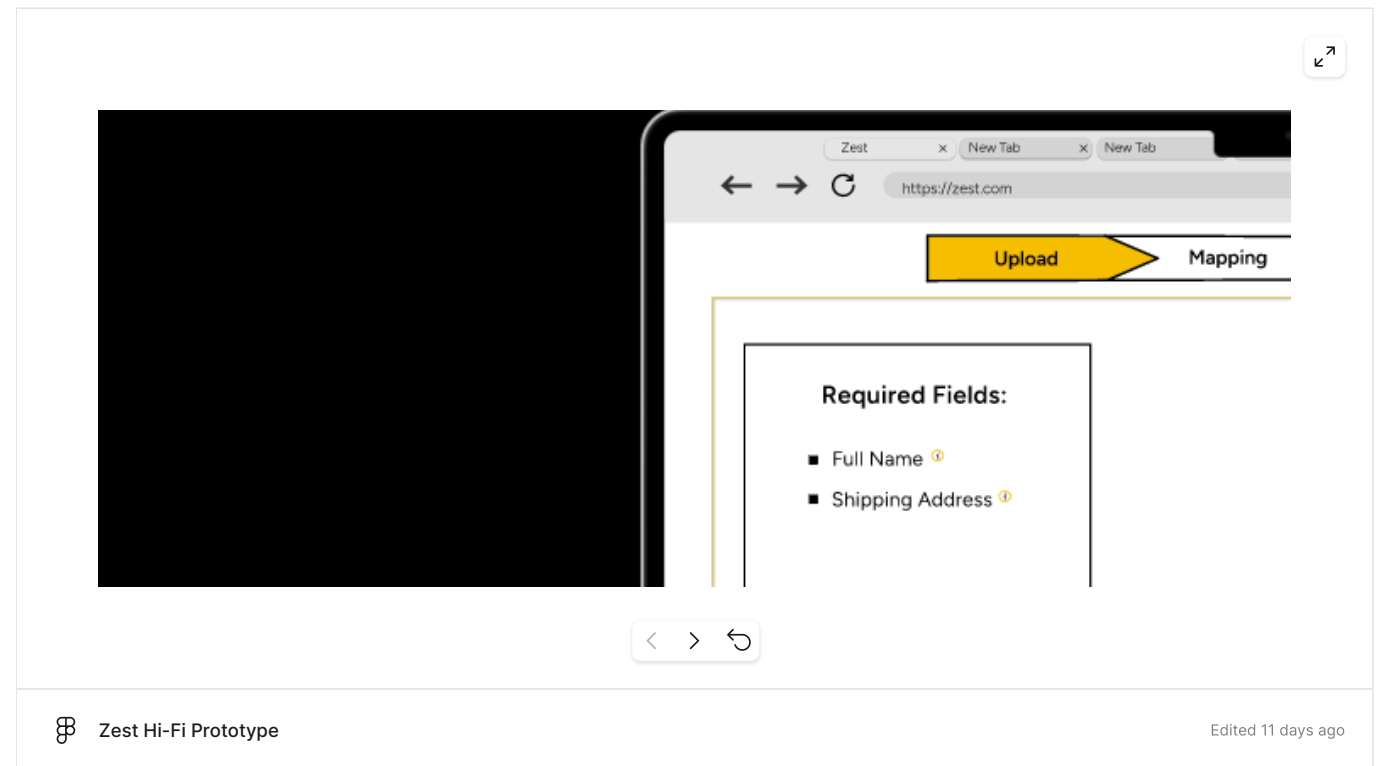 Zest
New Tab
New Tab
https://zest.com
Upload
Mapping
Required Fields:
Full Name
Shipping Address
Zest Hi-Fi Prototype
Edited 11 days ago